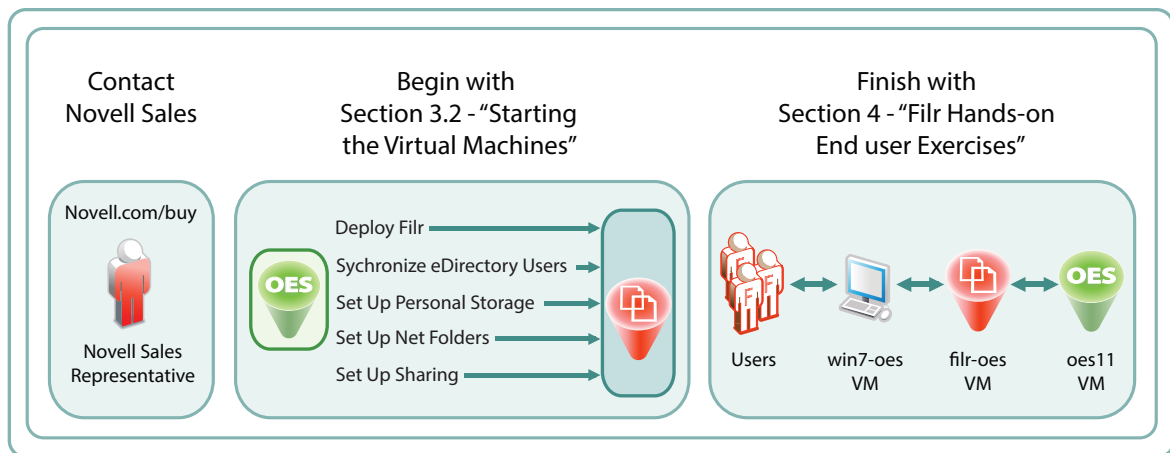 Contact
Novell Sales
Novell.com/buy
Novell Sales
Representative
Begin with
Section 3.2 - “Starting
the Virtual Machines”
OES
Deploy Filr
Sychronize eDirectory Users
Set Up Personal Storage
Set Up Net Folders
Set Up Sharing
Finish with
Section 4 - “Filr Hands-on
End user Exercises”
OES
Users
win7-oes
VM
filr-oes
VM
oes11
VM